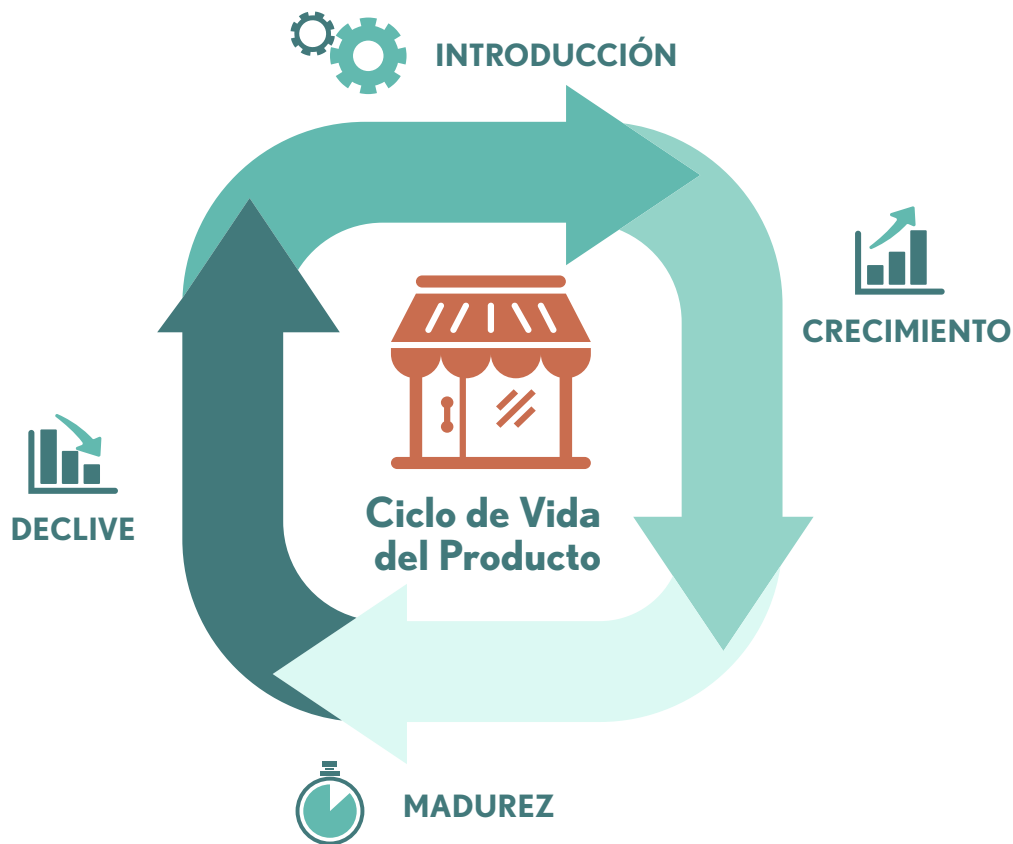 INTRODUCCIÓN
CRECIMIENTO
DECLIVE
Ciclo de Vida
del Producto
MADUREZ